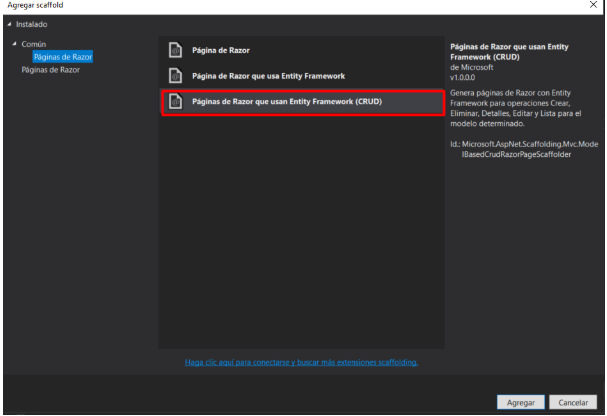 Agregar scaffold
Instalado
Común
Páginas de Razor
Páginas de Razor
Página de Razor
Página de Razor que usa Entity Framework
Páginas de Razor que usan Entity Framework (CRUD)
Páginas de Razor que usan Entity
Framework (CRUD)
de Microsoft
v1.0.0.0
Genera páginas de Razor con Entity
Framework para operaciones Crear,
Eliminar, Detalles, Editar y Lista para el
modelo determinado.
Id.: Microsoft.AspNet.Scaffolding.Mvc.Mode
lBasedCrudRazorPageScaffolder
Haga clic aquí para conectarse y buscar más extensiones scaffolding.
Agregar
Cancelar